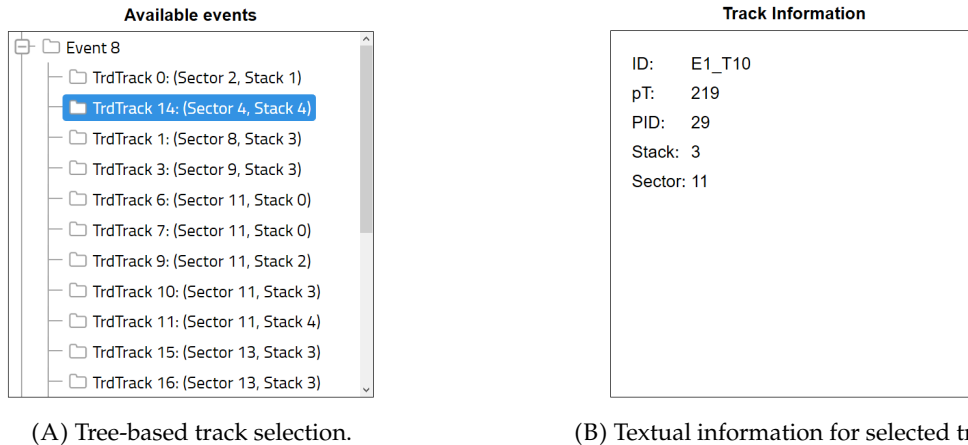 Available events
Event 8
TrdTrack 0: (Sector 2, Stack 1)
TrdTrack 14: (Sector 4, Stack 4)
TrdTrack 1: (Sector 8, Stack 3)
TrdTrack 3: (Sector 9, Stack 3)
TrdTrack 6: (Sector 11, Stack 0)
TrdTrack 7: (Sector 11, Stack 0)
TrdTrack 9: (Sector 11, Stack 2)
TrdTrack 10: (Sector 11, Stack 3)
TrdTrack 11: (Sector 11, Stack 4)
TrdTrack 15: (Sector 13, Stack 3)
TrdTrack 16: (Sector 13, Stack 3)
(A) Tree-based track selection.
Track Information
ID: E1_T10
pT: 219
PID: 29
Stack: 3
Sector: 11
(B) Textual information for selected